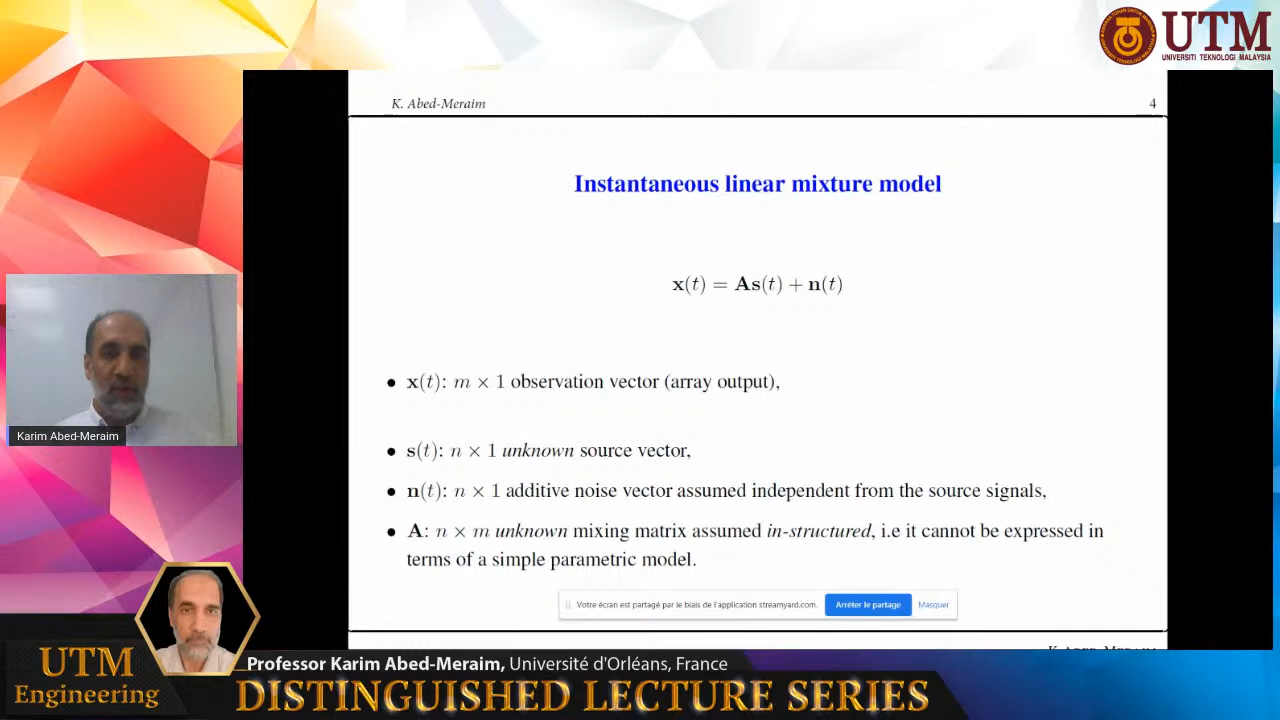 UTM
UNIVERSITI TEKNOLOGI MALAYSIA
K. Abed-Meraim
4
Instantaneous linear mixture model
x(t) = As(t) + n(t)
• x(t): m × 1 observation vector (array output),
• s(t): n × 1 unknown source vector,
• n(t): n × 1 additive noise vector assumed independent from the source signals,
• A: n × m unknown mixing matrix assumed in-structured, i.e it cannot be expressed in
terms of a simple parametric model.
Votre écran est partagé par le biais de l'application streamyard.com.
Arrêter le partage
Masquer
Karim Abed-Meraim
UTM
Engineering
Professor Karim Abed-Meraim, Université d'Orléans, France
DISTINGUISHED LECTURE SERIES